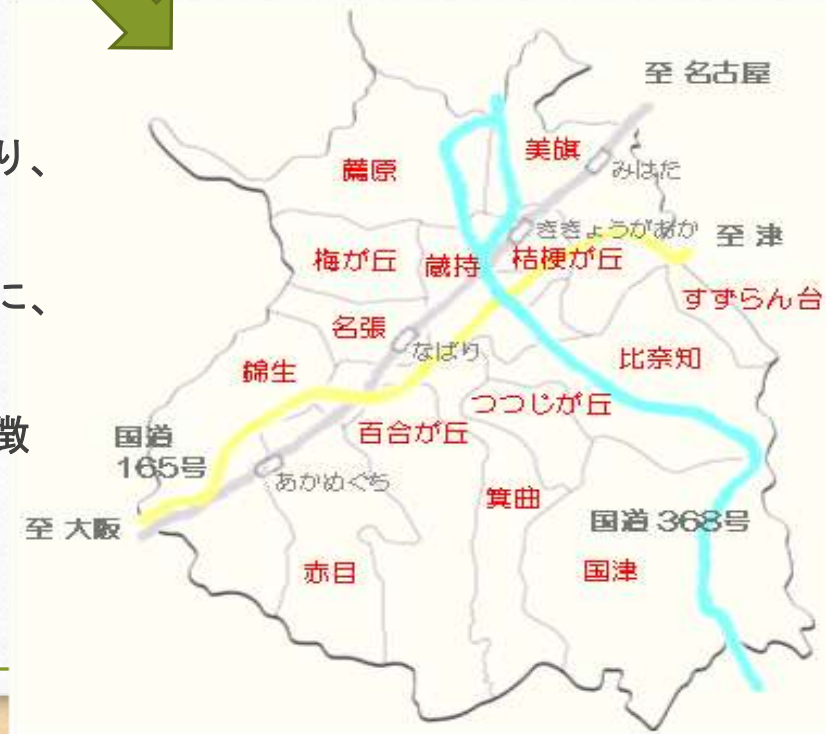 り、
に、
徴
至 名古屋
美旗
みはた
薦原
ききょうがあか
至 津
梅が丘
蔵持
桔梗が丘
すずらん台
名張
なばり
比奈知
錦生
つつじが丘
百合が丘
国道
165号
あかめぐち
箕曲
国道 368号
至 大阪
赤目
国津